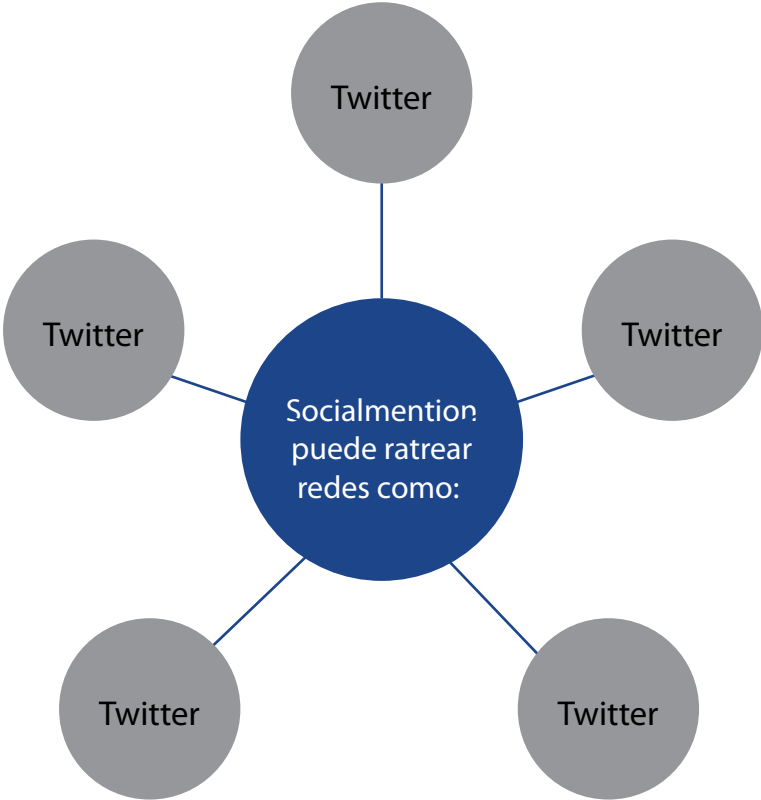 Twitter
Twitter
Twitter
Socialmention
puede ratrear
redes como:
Twitter
Twitter